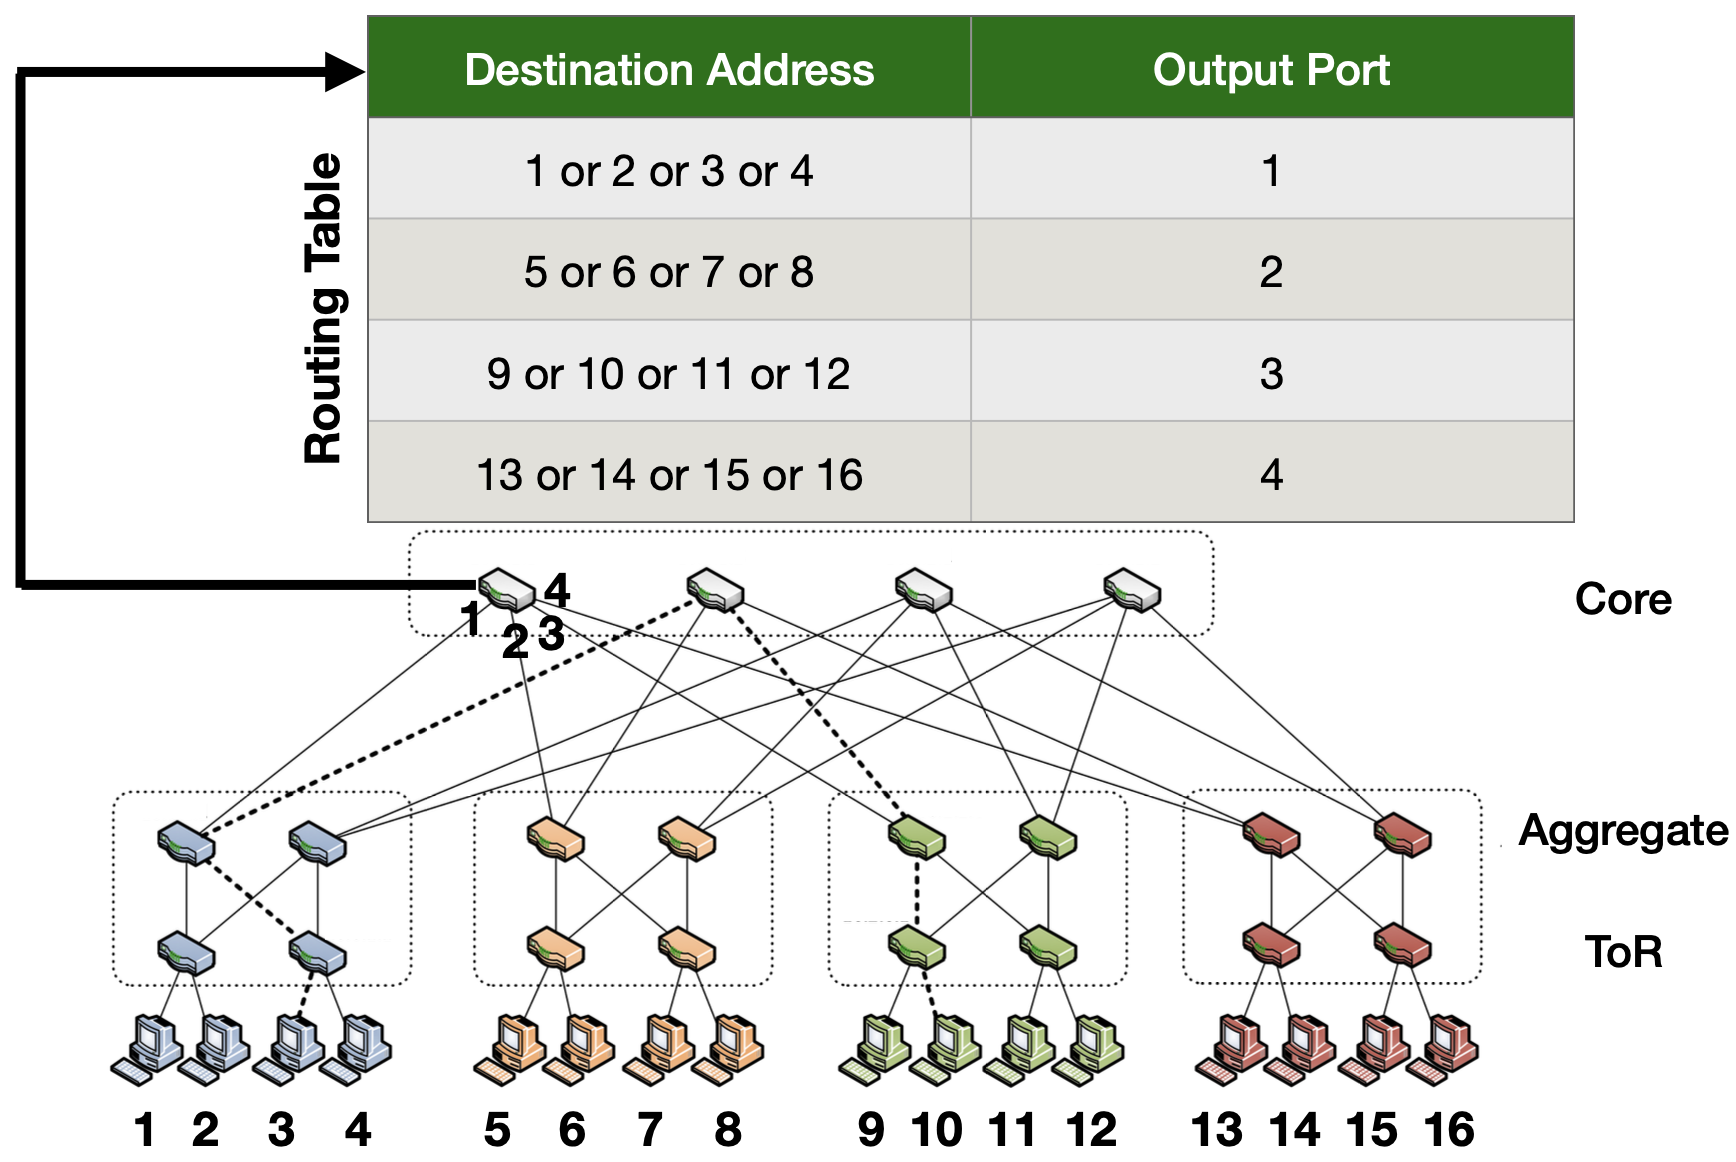 Destination Address Output Port
1 or 2 or 3 or 4 1
5 or 6 or 7 or 8 2
9 or 10 or 11 or 12 3
13 or 14 or 15 or 16 4
Routing Table
1 2 3 4
Core
Aggregate
ToR
1 2 3 4 5 6 7 8 9 10 11 12 13 14 15 16